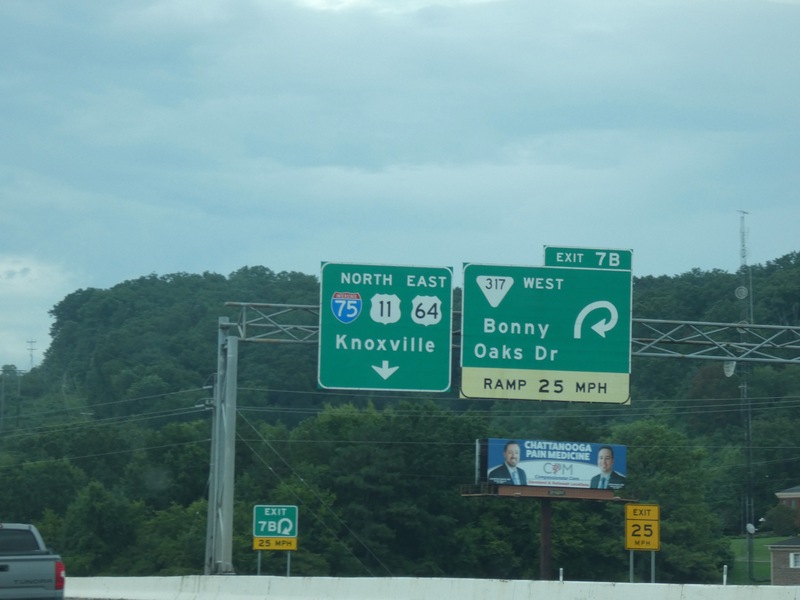 EXIT 7B
NORTH EAST
75 11 64
Knoxville
317 WEST
Bonny
Oaks Dr
RAMP 25 MPH
CHATTANOOGA
PAIN MEDICINE
EXIT
7B
25 MPH
EXIT
25
M.P.H.
TUNDRA